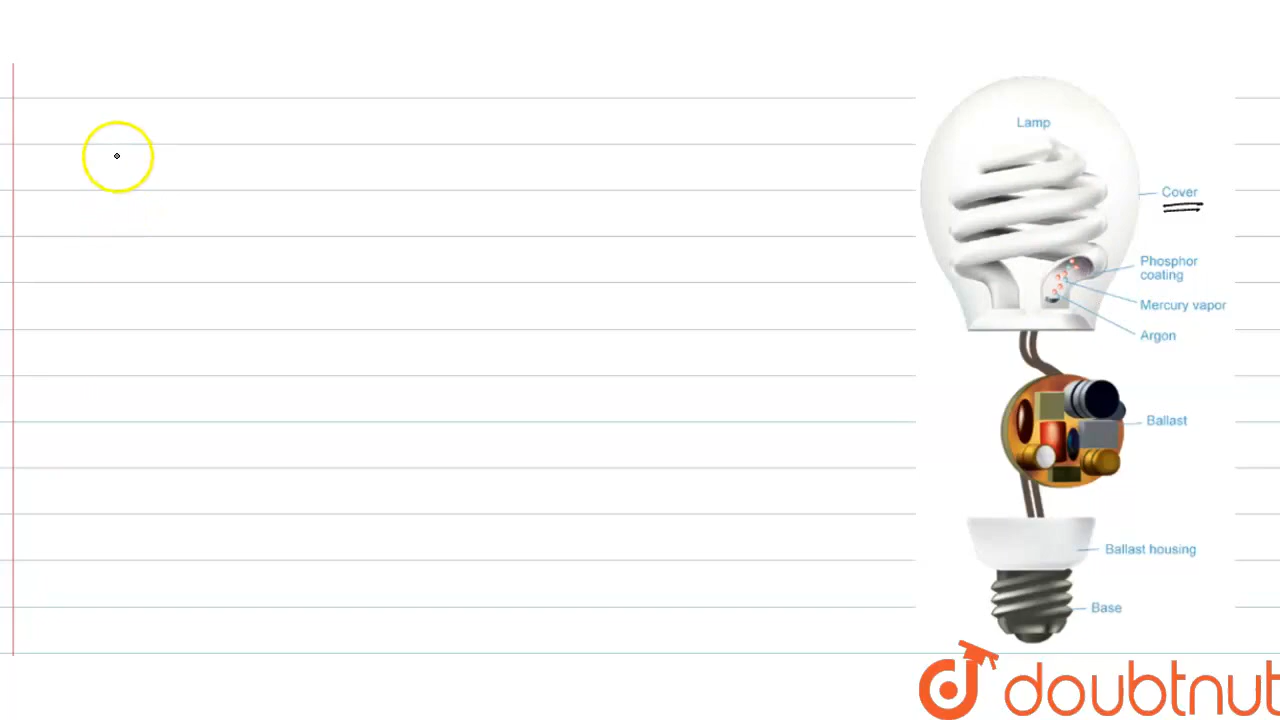 Lamp
Cover
Phosphor
coating
Mercury vapor
Argon
Ballast
Ballast housing
Base
doubtnut